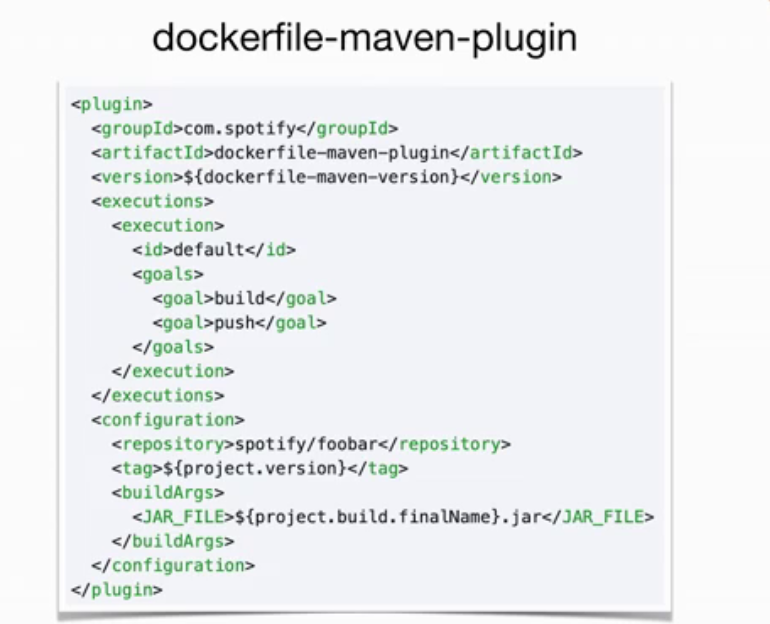 dockerfile-maven-plugin
<plugin>
  <groupId>com.spotify</groupId>
  <artifactId>dockerfile-maven-plugin</artifactId>
  <version>${dockerfile-maven-version}</version>
  <executions>
    <execution>
      <id>default</id>
      <goals>
        <goal>build</goal>
        <goal>push</goal>
      </goals>
    </execution>
  </executions>
  <configuration>
    <repository>spotify/foobar</repository>
    <tag>${project.version}</tag>
    <buildArgs>
      <JAR_FILE>${project.build.finalName}.jar</JAR_FILE>
    </buildArgs>
  </configuration>
</plugin>